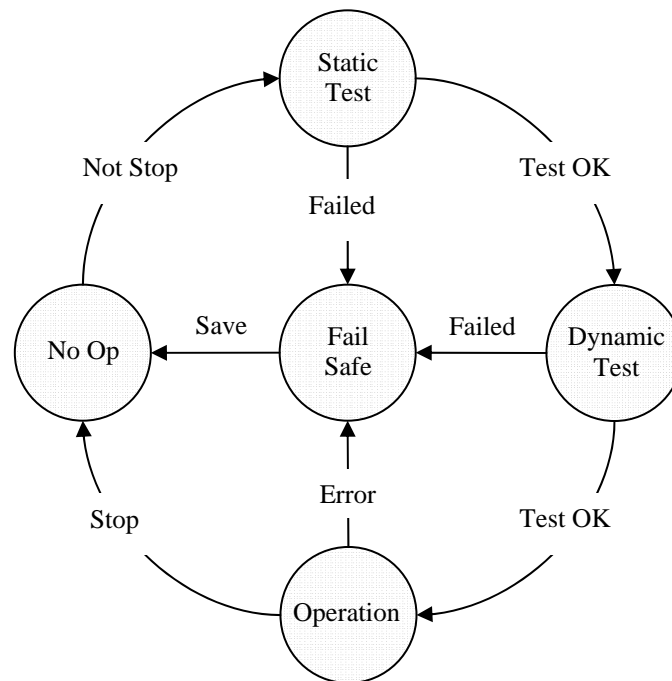 Static
Test
Not Stop
Test OK
Failed
Save
Failed
No Op
Fail
Safe
Dynamic
Test
Error
Stop
Test OK
Operation